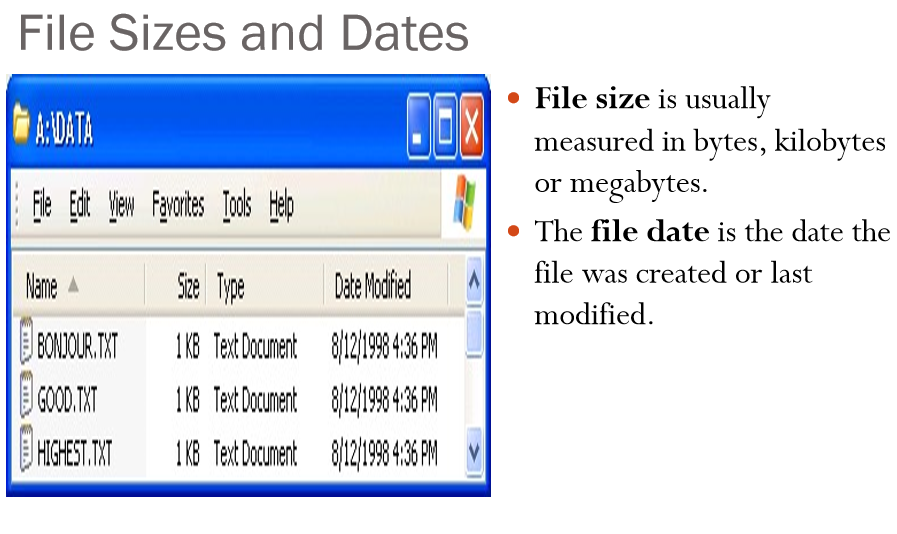 File Sizes and Dates
A:\DATA
File Edit View Favorites Tools Help
Name Size Type Date Modified
BONJOUR.TXT 1 KB Text Document 8/12/1998 4:36 PM
GOOD.TXT 1 KB Text Document 8/12/1998 4:36 PM
HIGHEST.TXT 1 KB Text Document 8/12/1998 4:36 PM
• File size is usually
measured in bytes, kilobytes
or megabytes.
• The file date is the date the
file was created or last
modified.